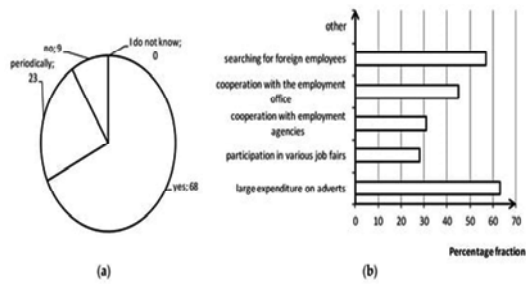 I do not know;
0
no; 9
periodically;
23
yes; 68
(a)
other
searching for foreign employees
cooperation with the employment
office
cooperation with employment
agencies
participation in various job fairs
large expenditure on adverts
0 10 20 30 40 50 60 70
Percentage fraction
(b)